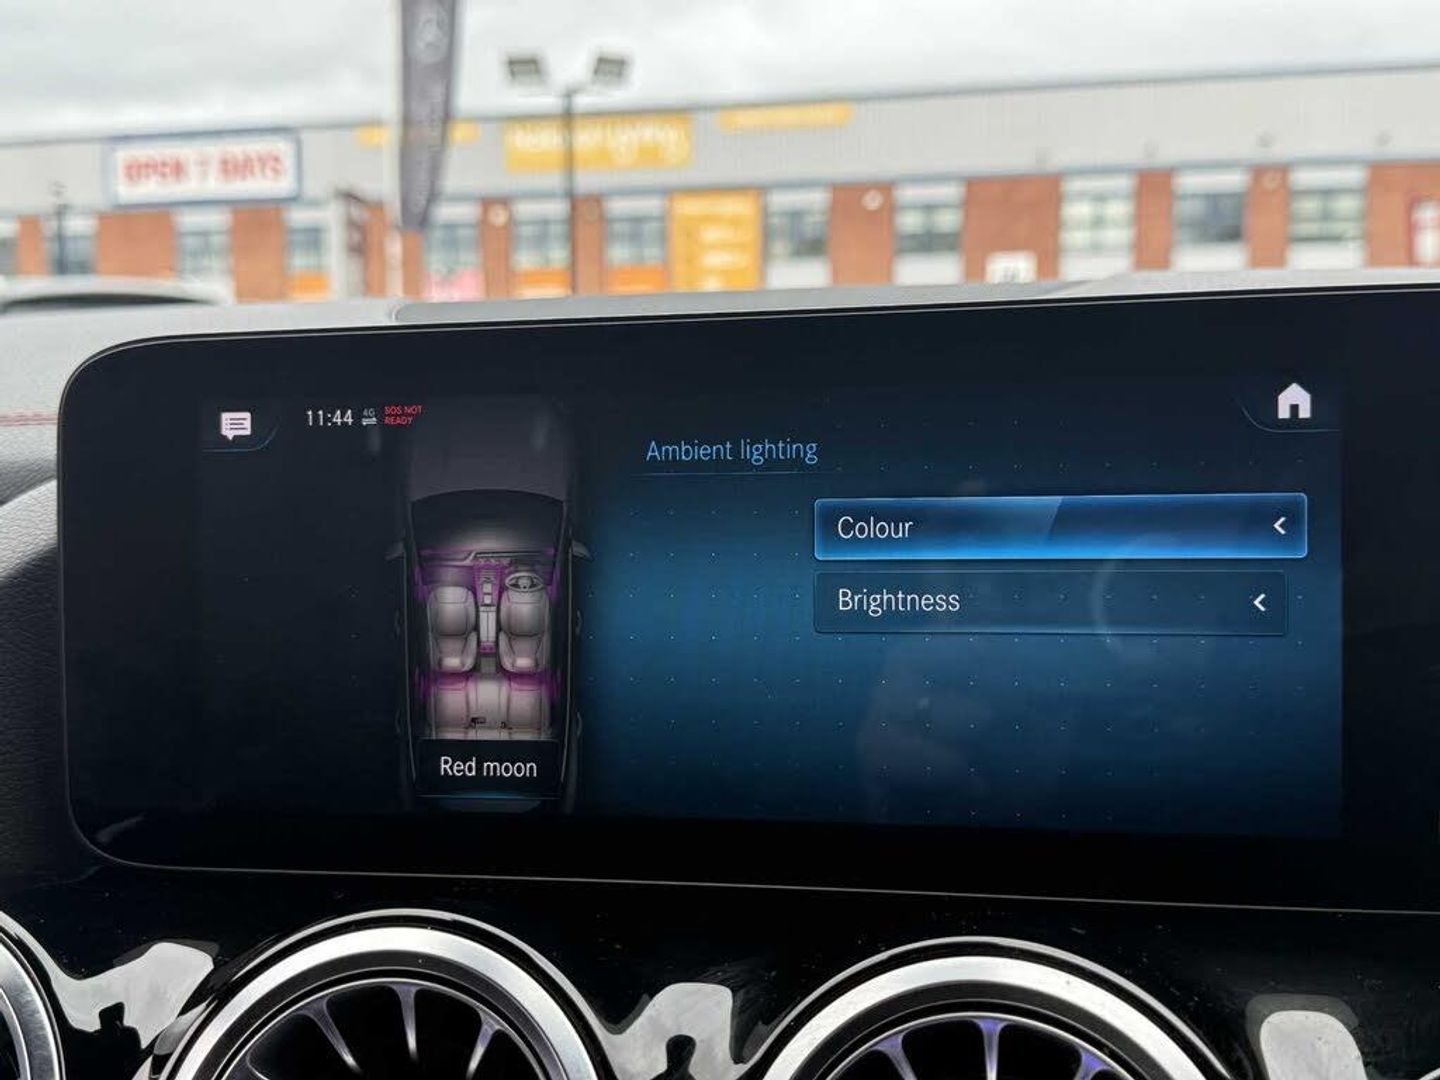 OPEN 7 DAYS
11:44
4G
SOS NOT
READY
Ambient lighting
Colour
Brightness
Red moon